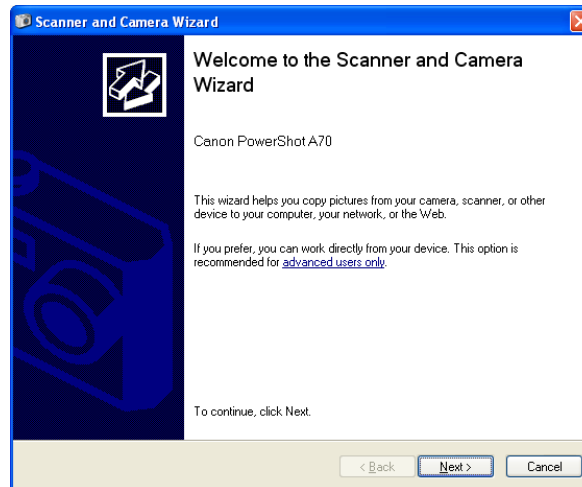 Scanner and Camera Wizard
Welcome to the Scanner and Camera
Wizard
Canon PowerShot A70
This wizard helps you copy pictures from your camera, scanner, or other
device to your computer, your network, or the Web.
If you prefer, you can work directly from your device. This option is
recommended for advanced users only.
To continue, click Next.
< Back
Next >
Cancel